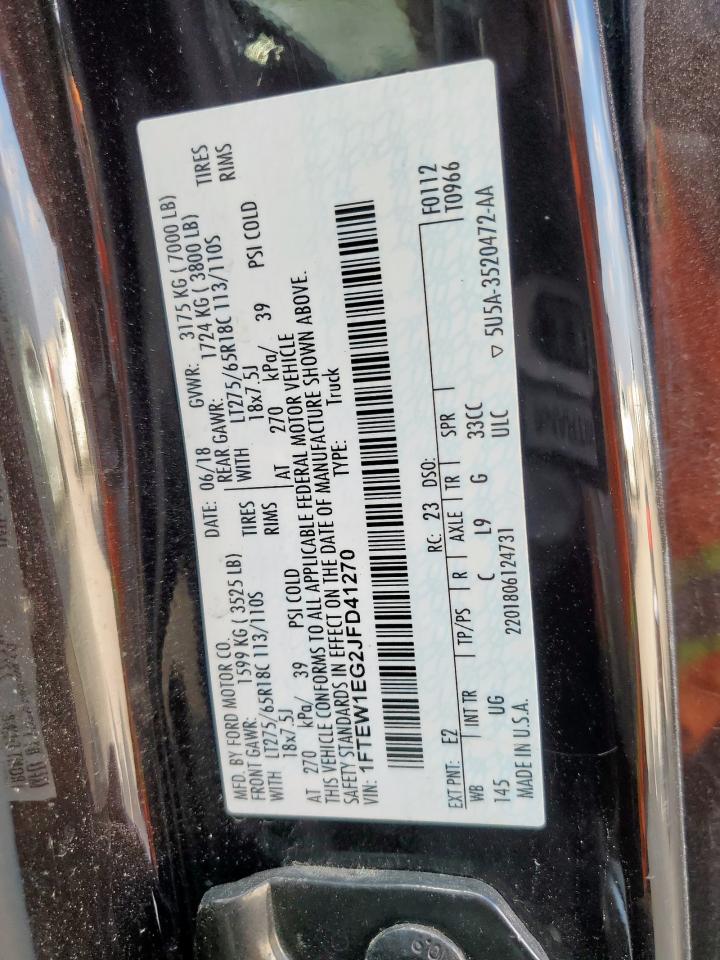 MFD. BY FORD MOTOR CO.
DATE: 06/18 GVWR: 3175 KG ( 7000 LB)
FRONT GAWR: 1599 KG ( 3525 LB) REAR GAWR: 1724 KG ( 3800 LB)
WITH LT275/65R18C 113/110S TIRES WITH LT275/65R18C 113/110S TIRES
18x7.5J RIMS 18x7.5J RIMS
AT 270 kPa/ 39 PSI COLD AT 270 kPa/ 39 PSI COLD
THIS VEHICLE CONFORMS TO ALL APPLICABLE FEDERAL MOTOR VEHICLE
SAFETY STANDARDS IN EFFECT ON THE DATE OF MANUFACTURE SHOWN ABOVE.
VIN: 1FTEW1EG2JFD41270 TYPE: Truck
F0112
T0966
EXT PNT: E2 RC: 23 DSO:
WB INT TR TP/PS R AXLE TR SPR
145 UG C L9 G 33CC
ULC
MADE IN U.S.A. 2201806124731 5U5A-3520472-AA